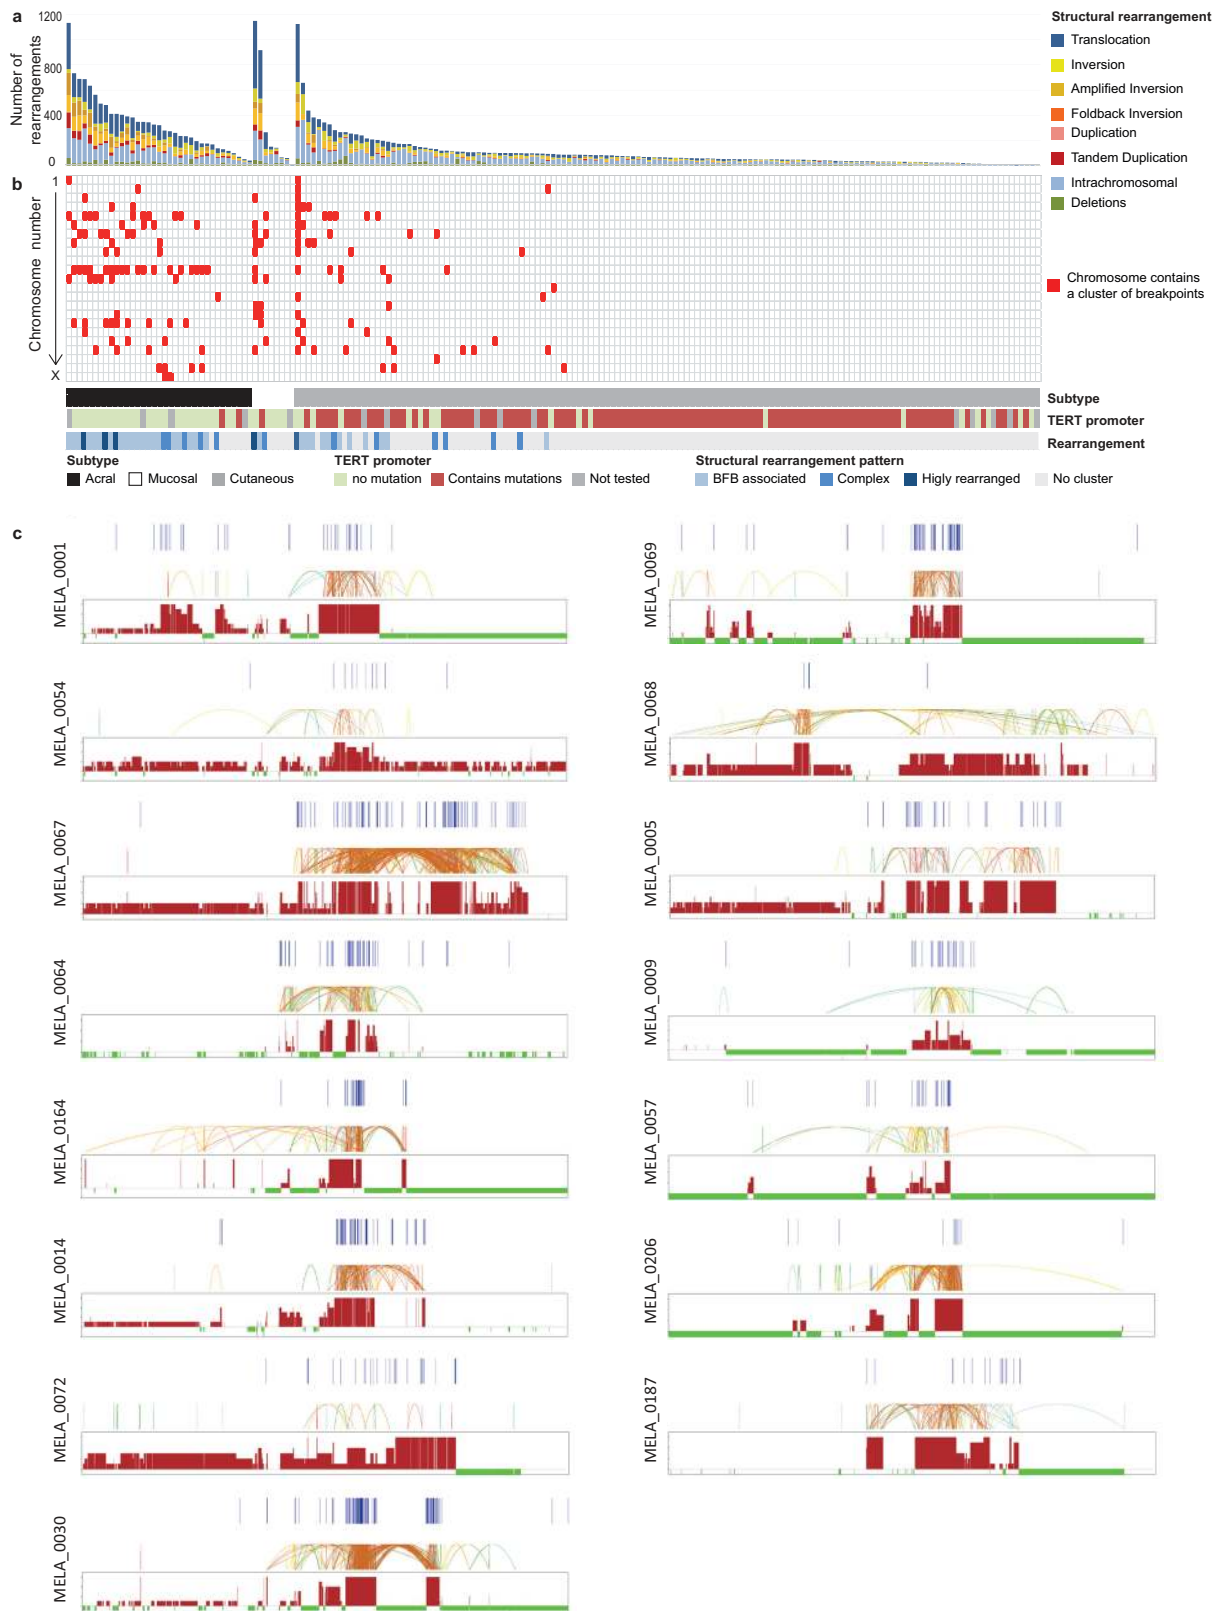 a
Number of
rearrangements
1200
800
400
0
Structural rearrangement
Translocation
Inversion
Amplified Inversion
Foldback Inversion
Duplication
Tandem Duplication
Intrachromosomal
Deletions
b
Chromosome number
1
X
Chromosome contains
a cluster of breakpoints
Subtype
TERT promoter
Rearrangement
Subtype
Acral
Mucosal
Cutaneous
TERT promoter
no mutation
Contains mutations
Not tested
Structural rearrangement pattern
BFB associated
Complex
Higly rearranged
No cluster
c
MELA_0001
MELA_0069
MELA_0054
MELA_0068
MELA_0067
MELA_0005
MELA_0064
MELA_0009
MELA_0164
MELA_0057
MELA_0014
MELA_0206
MELA_0072
MELA_0187
MELA_0030